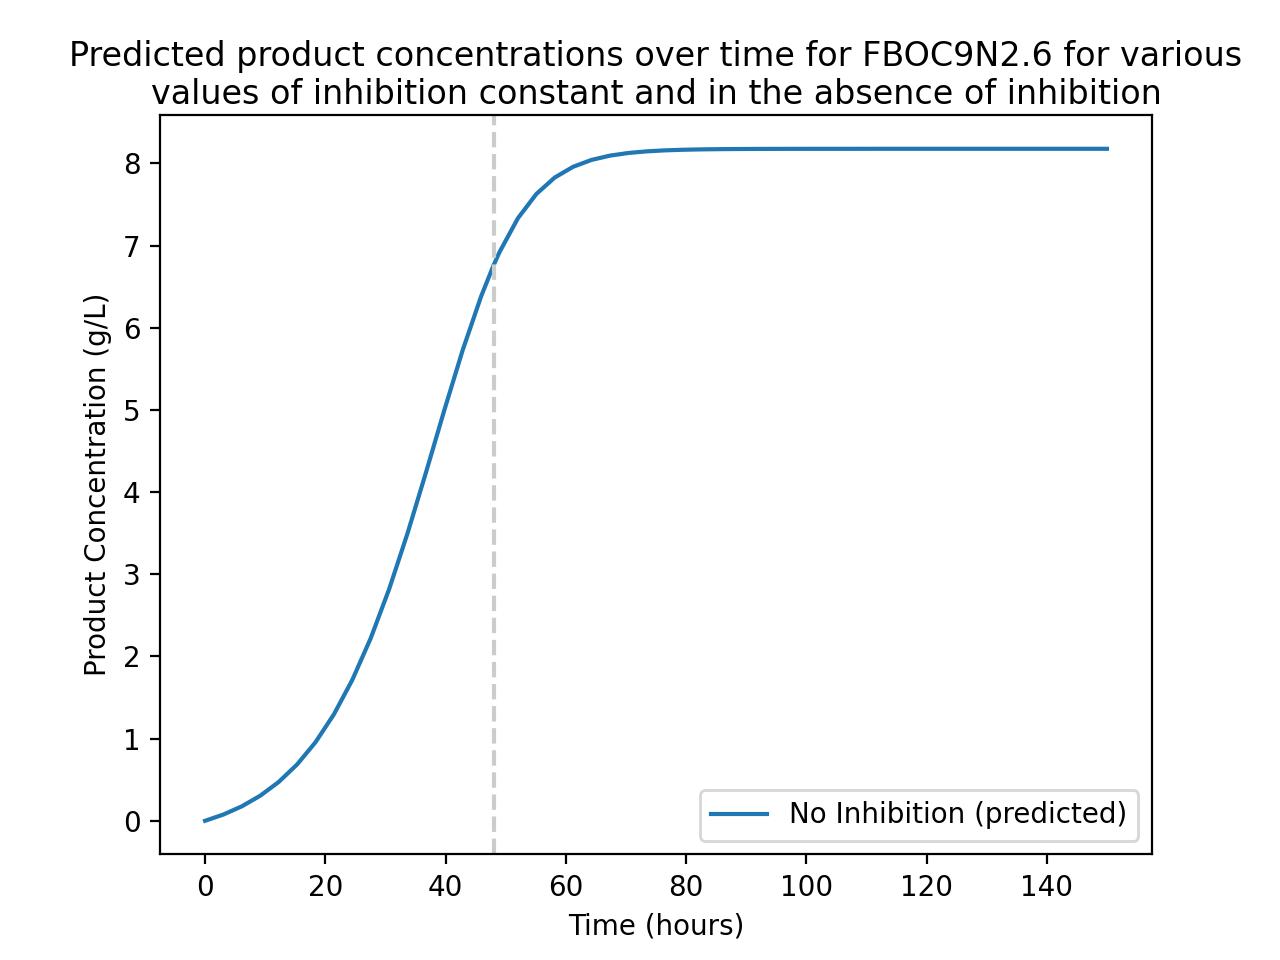 Predicted product concentrations over time for FBOC9N2.6 for various
values of inhibition constant and in the absence of inhibition
Product Concentration (g/L)
8
7
6
5
4
3
2
1
0
No Inhibition (predicted)
0 20 40 60 80 100 120 140
Time (hours)